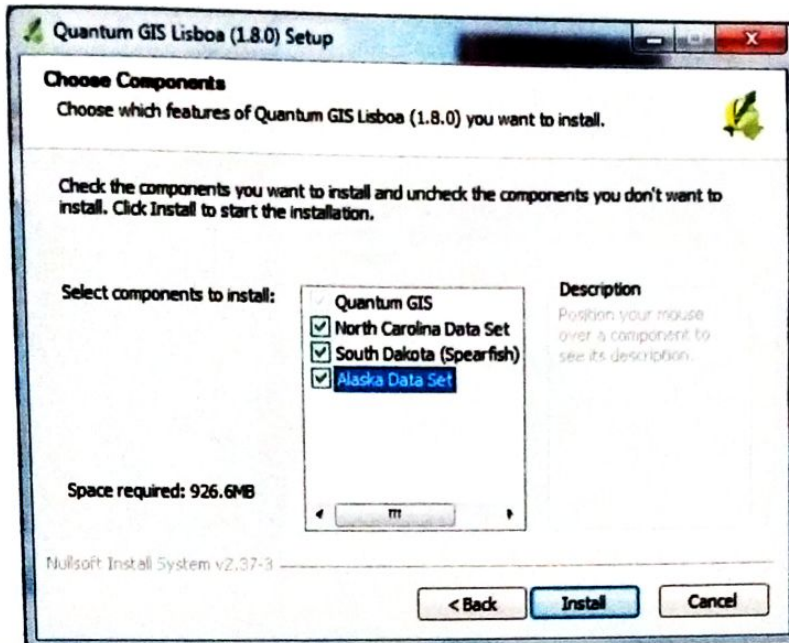 Quantum GIS Lisboa (1.8.0) Setup
Choose Components
Choose which features of Quantum GIS Lisboa (1.8.0) you want to install.
Check the components you want to install and uncheck the components you don't want to
install. Click Install to start the installation.
Select components to install:
Quantum GIS
North Carolina Data Set
South Dakota (Spearfish)
Alaska Data Set
Description
Position your mouse
over a component to
see its description.
Space required: 926.6MB
Nullsoft Install System v2.37-3
< Back
Install
Cancel